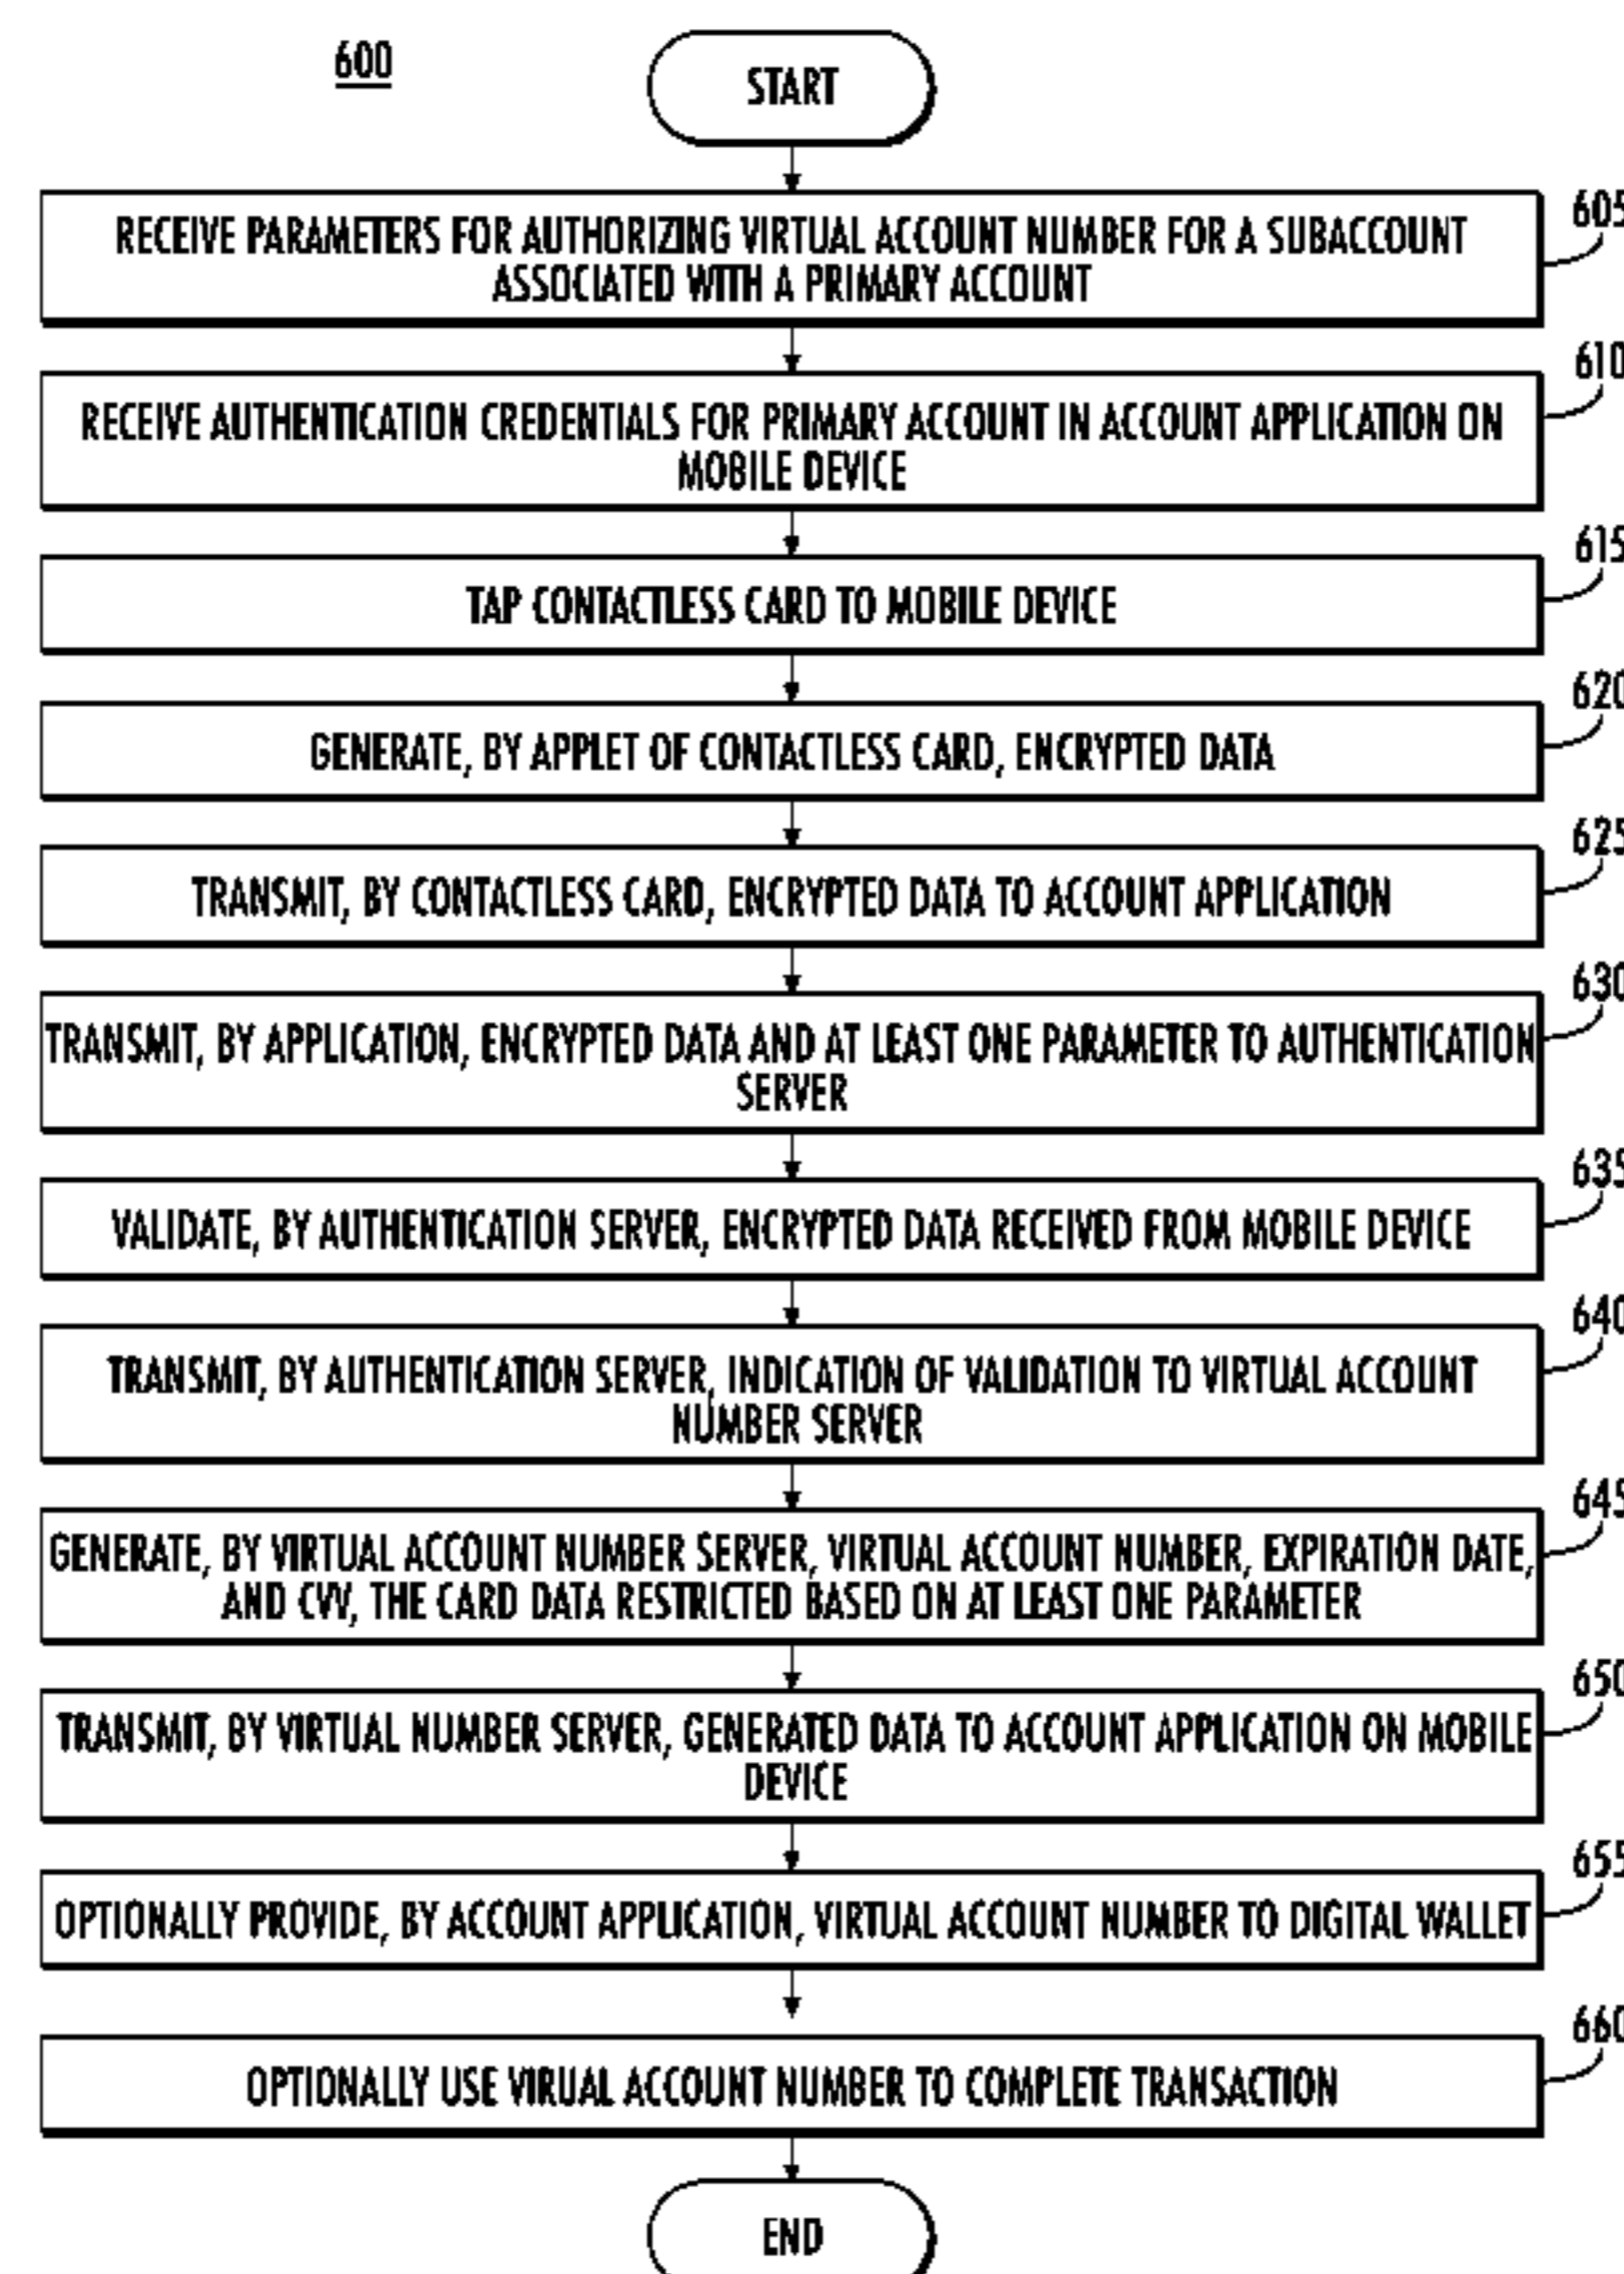 600
START
605
RECEIVE PARAMETERS FOR AUTHORIZING VIRTUAL ACCOUNT NUMBER FOR A SUBACCOUNT
ASSOCIATED WITH A PRIMARY ACCOUNT
610
RECEIVE AUTHENTICATION CREDENTIALS FOR PRIMARY ACCOUNT IN ACCOUNT APPLICATION ON
MOBILE DEVICE
615
TAP CONTACTLESS CARD TO MOBILE DEVICE
620
GENERATE, BY APPLET OF CONTACTLESS CARD, ENCRYPTED DATA
625
TRANSMIT, BY CONTACTLESS CARD, ENCRYPTED DATA TO ACCOUNT APPLICATION
630
TRANSMIT, BY APPLICATION, ENCRYPTED DATA AND AT LEAST ONE PARAMETER TO AUTHENTICATION
SERVER
635
VALIDATE, BY AUTHENTICATION SERVER, ENCRYPTED DATA RECEIVED FROM MOBILE DEVICE
640
TRANSMIT, BY AUTHENTICATION SERVER, INDICATION OF VALIDATION TO VIRTUAL ACCOUNT
NUMBER SERVER
645
GENERATE, BY VIRTUAL ACCOUNT NUMBER SERVER, VIRTUAL ACCOUNT NUMBER, EXPIRATION DATE,
AND CVV, THE CARD DATA RESTRICTED BASED ON AT LEAST ONE PARAMETER
650
TRANSMIT, BY VIRTUAL NUMBER SERVER, GENERATED DATA TO ACCOUNT APPLICATION ON MOBILE
DEVICE
655
OPTIONALLY PROVIDE, BY ACCOUNT APPLICATION, VIRTUAL ACCOUNT NUMBER TO DIGITAL WALLET
660
OPTIONALLY USE VIRUAL ACCOUNT NUMBER TO COMPLETE TRANSACTION
END